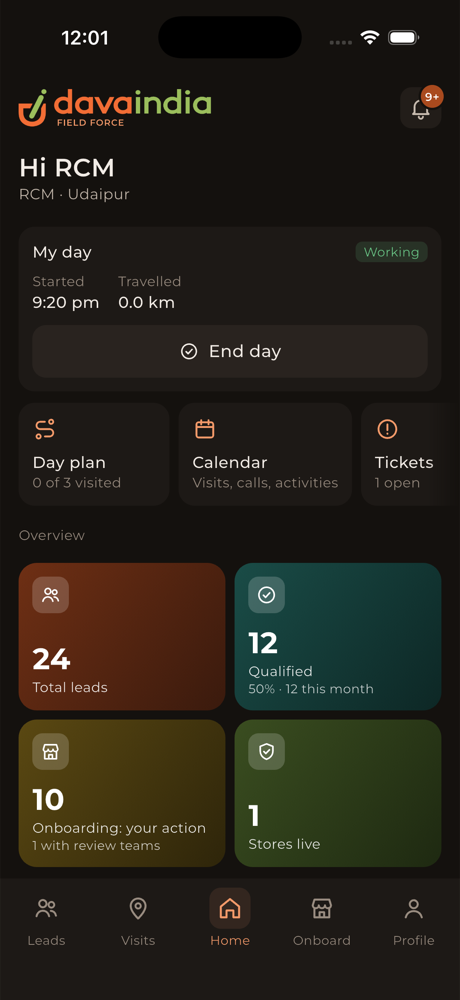 12:01
davaindia
FIELD FORCE
9+
Hi RCM
RCM · Udaipur
My day
Working
Started Travelled
9:20 pm 0.0 km
End day
Day plan
0 of 3 visited
Calendar
Visits, calls, activities
Tickets
1 open
Overview
24
Total leads
12
Qualified
50% · 12 this month
10
Onboarding: your action
1 with review teams
1
Stores live
Leads Visits Home Onboard Profile